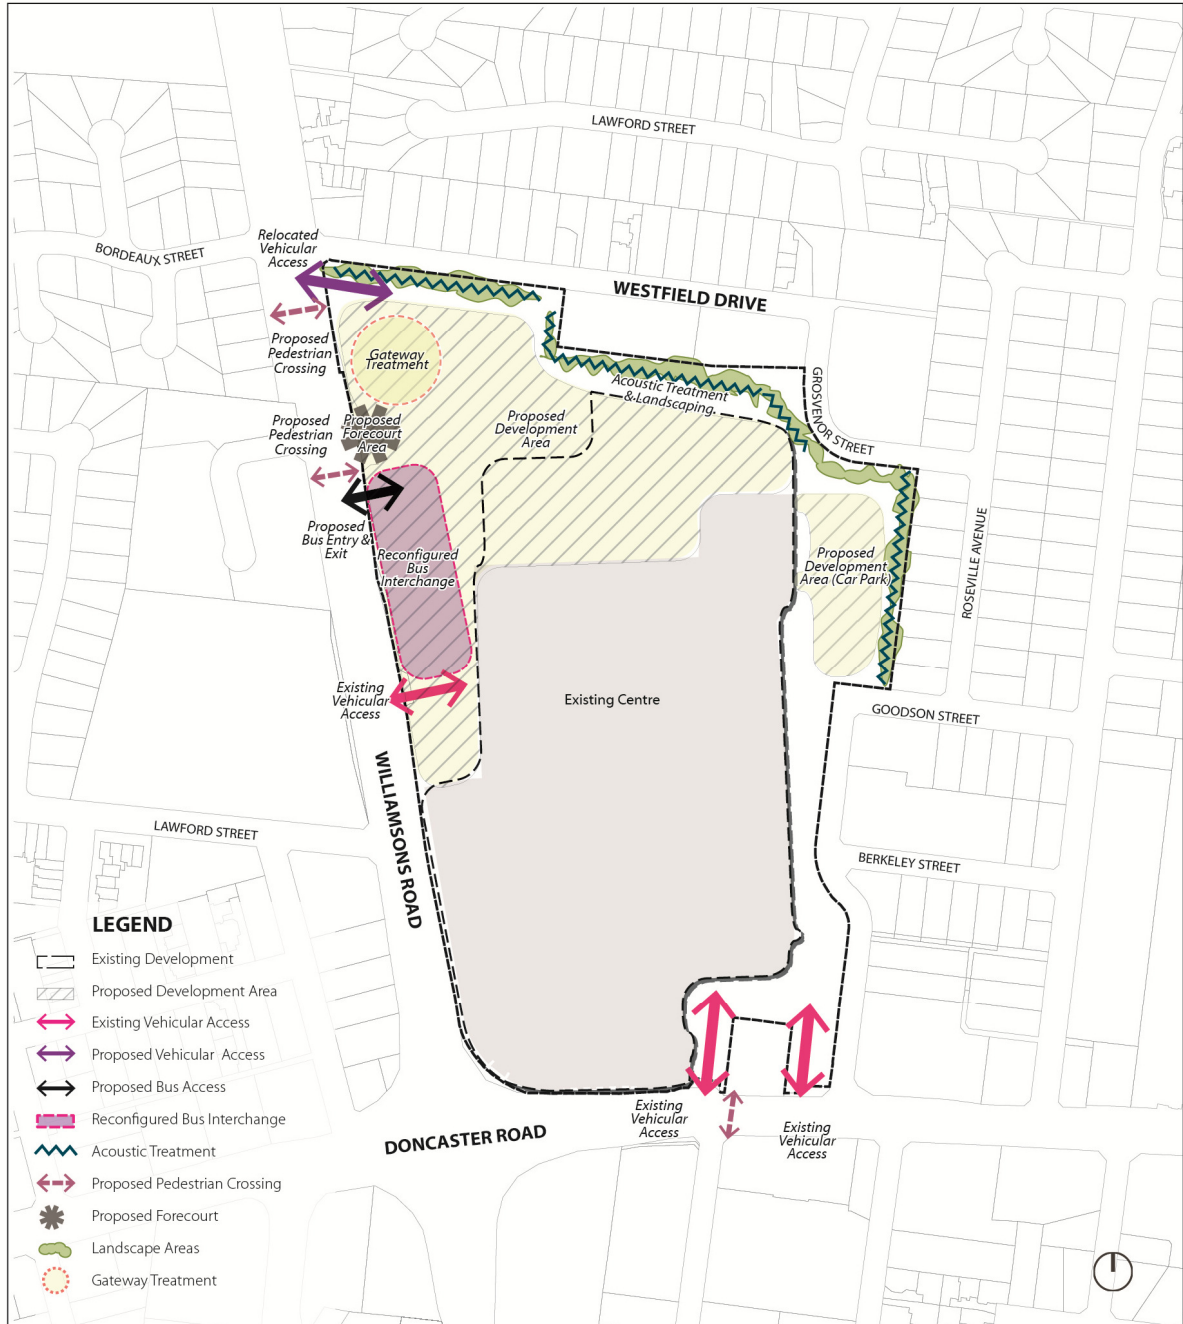 LAWFORD STREET
BORDEAUX STREET
Relocated
Vehicular
Access
WESTFIELD DRIVE
Proposed
Pedestrian
Crossing
Gateway
Treatment
Acoustic Treatment
& Landscaping
GROSVENOR STREET
Proposed
Pedestrian
Crossing
Proposed
Forecourt
Area
Proposed
Development
Area
Proposed
Bus Entry &
Exit
Reconfigured
Bus
Interchange
Proposed
Development
Area (Car Park)
ROSEVILLE AVENUE
Existing
Vehicular
Access
Existing Centre
GOODSON STREET
WILLIAMSONS ROAD
LAWFORD STREET
BERKELEY STREET
LEGEND
Existing Development
Proposed Development Area
Existing Vehicular Access
Proposed Vehicular Access
Proposed Bus Access
Reconfigured Bus Interchange
Acoustic Treatment
Proposed Pedestrian Crossing
Proposed Forecourt
Landscape Areas
Gateway Treatment
Existing
Vehicular
Access
Existing
Vehicular
Access
DONCASTER ROAD